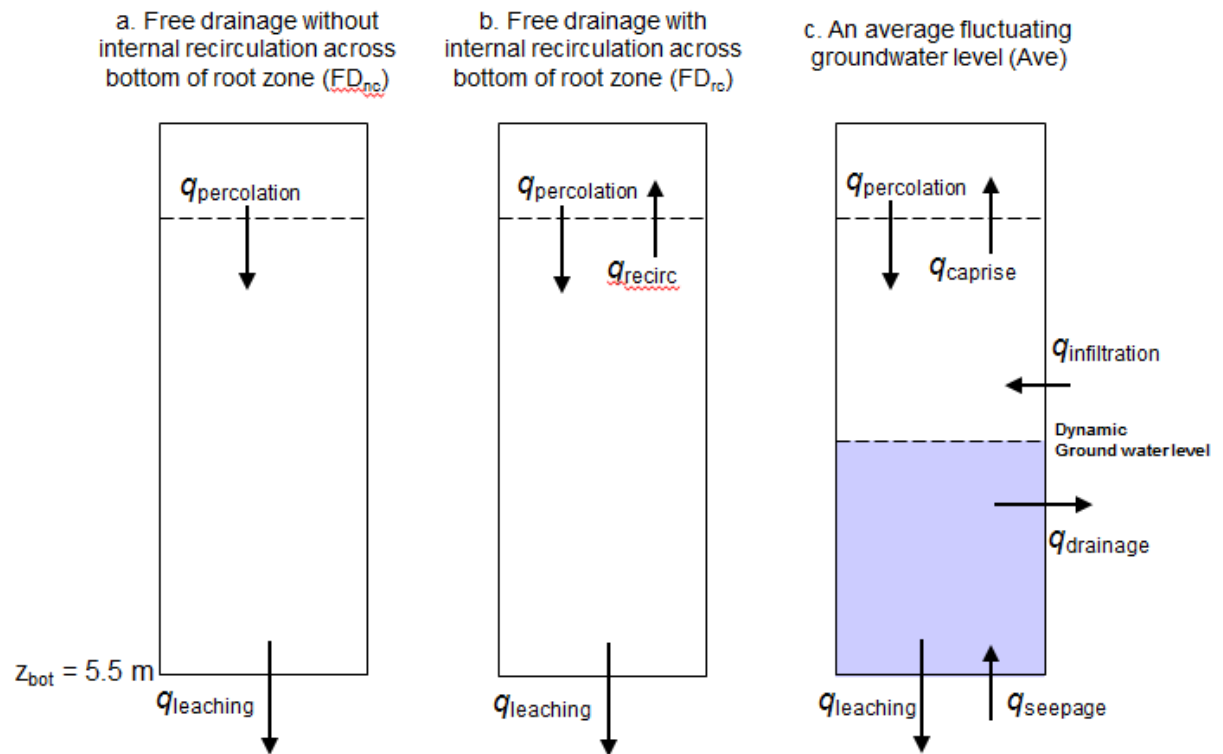 a. Free drainage without
internal recirculation across
bottom of root zone (FDnc)
b. Free drainage with
internal recirculation across
bottom of root zone (FDrc)
c. An average fluctuating
groundwater level (Ave)
qpercolation
qpercolation
qrecirc
qpercolation
qcaprise
qinfiltration
Dynamic
Ground water level
qdrainage
zbot = 5.5 m
qleaching
qleaching
qleaching
qseepage